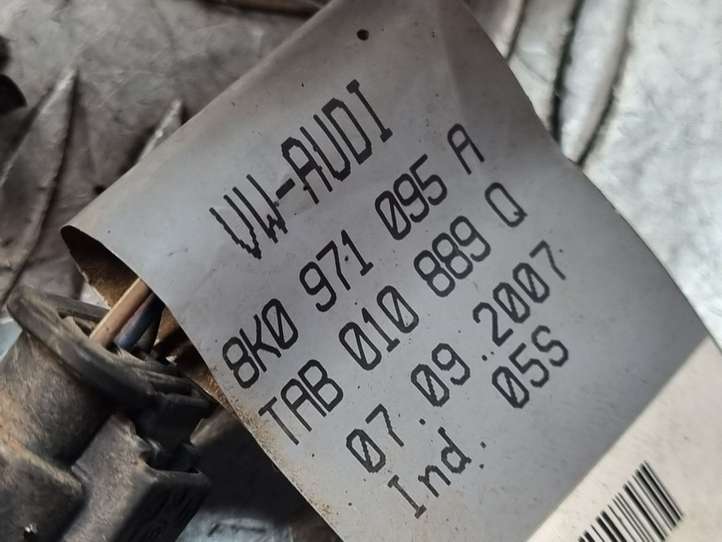 VW-AUDI
8K0 971 095 A
TAB 010 889 Q
07.09.2007
Ind. 05S